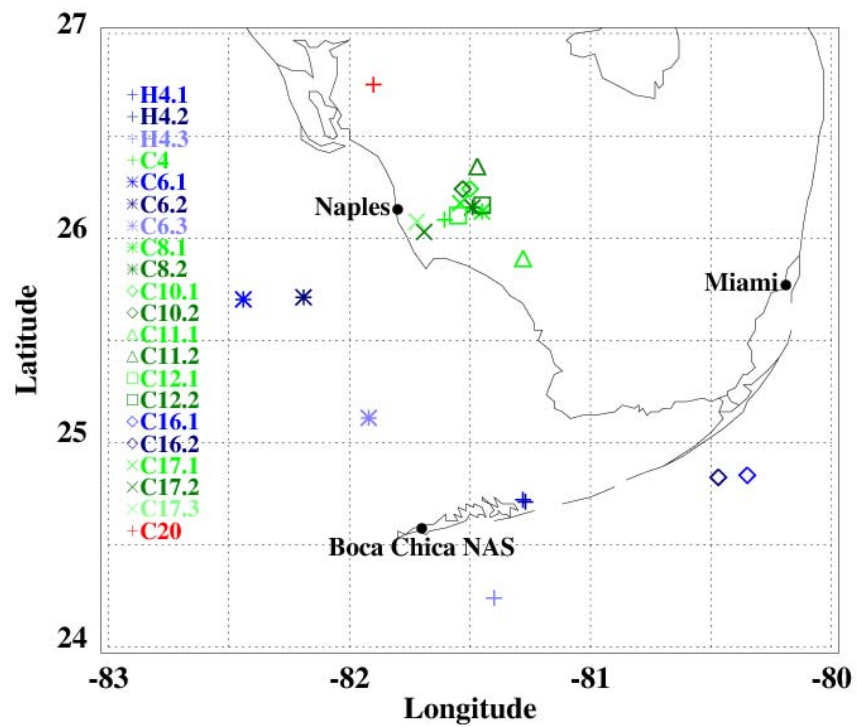 27
H4.1
H4.2
H4.3
C4
C6.1
C6.2
C6.3
C8.1
C8.2
C10.1
C10.2
C11.1
C11.2
C12.1
C12.2
C16.1
C16.2
C17.1
C17.2
C17.3
C20
Naples
26
Miami
Latitude
25
Boca Chica NAS
24
-83 -82 -81 -80
Longitude